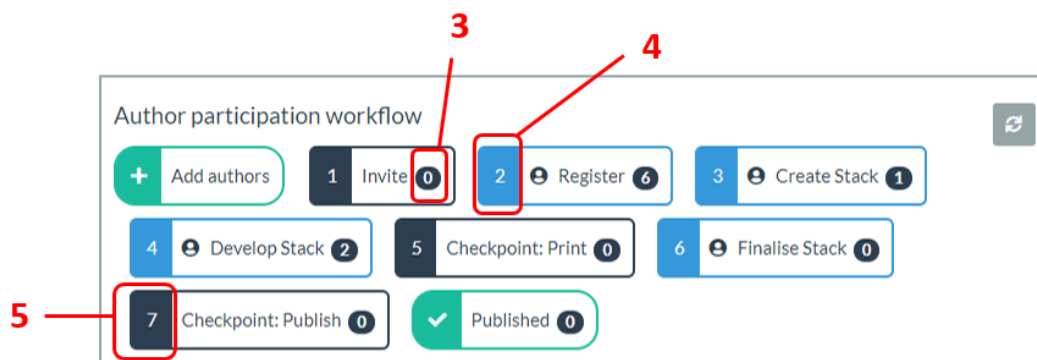 3
4
Author participation workflow
+ Add authors 1 Invite 0 2 Register 6 3 Create Stack 1
4 Develop Stack 2 5 Checkpoint: Print 0 6 Finalise Stack 0
5 7 Checkpoint: Publish 0 Published 0